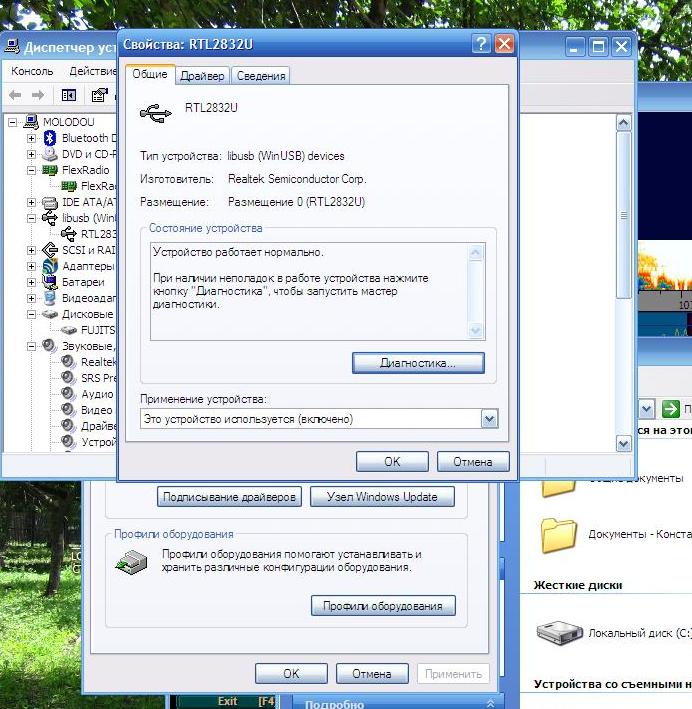 Диспетчер уст
Свойства: RTL2832U
Консоль Действие
Общие Драйвер Сведения
RTL2832U
Тип устройства: libusb (WinUSB) devices
Изготовитель: Realtek Semiconductor Corp.
Размещение: Размещение 0 (RTL2832U)
Состояние устройства
Устройство работает нормально.
При наличии неполадок в работе устройства нажмите
кнопку "Диагностика", чтобы запустить мастер
диагностики.
Диагностика...
Применение устройства:
Это устройство используется (включено)
OK Отмена
MOLODOU
Bluetooth D
DVD и CD-R
FlexRadio
FlexRa
IDE ATA/AT
libusb (Win
RTL283
SCSI и RAI
Адаптеры
Батареи
Видеоадап
Дисковые
FUJITS
Звуковые,
Realtek
SRS Pre
Аудио
Видео
Драйве
Устрой
Подписывание драйверов Узел Windows Update
Профили оборудования
Профили оборудования помогают устанавливать и
хранить различные конфигурации оборудования.
Профили оборудования
OK Отмена Применить
Exit [F4
Подробно
107
ся на этом
Общие документы
Документы - Конста
Жесткие диски
Локальный диск (C:)
Устройства со съемными н